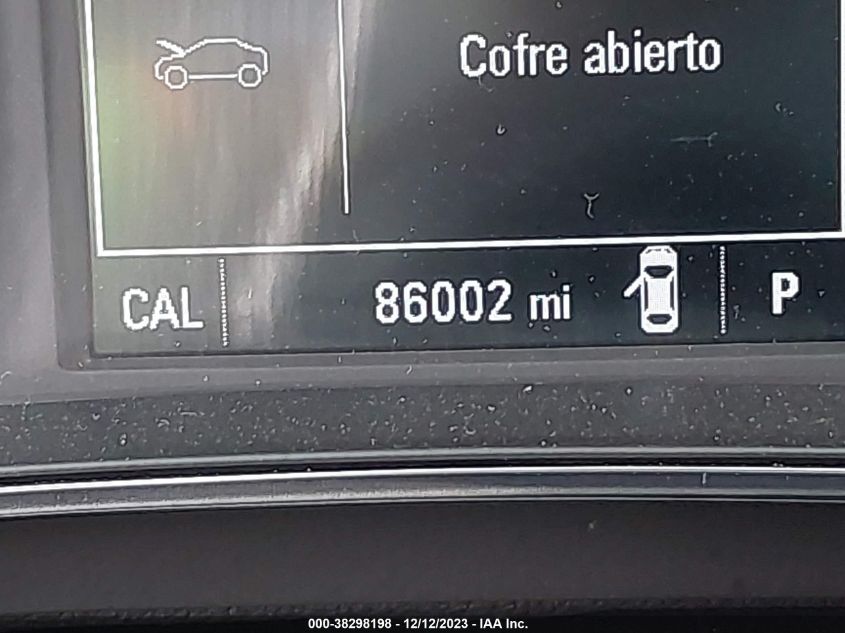 Cofre abierto
CAL 86002 mi P
000-38298198 - 12/12/2023 - IAA Inc.